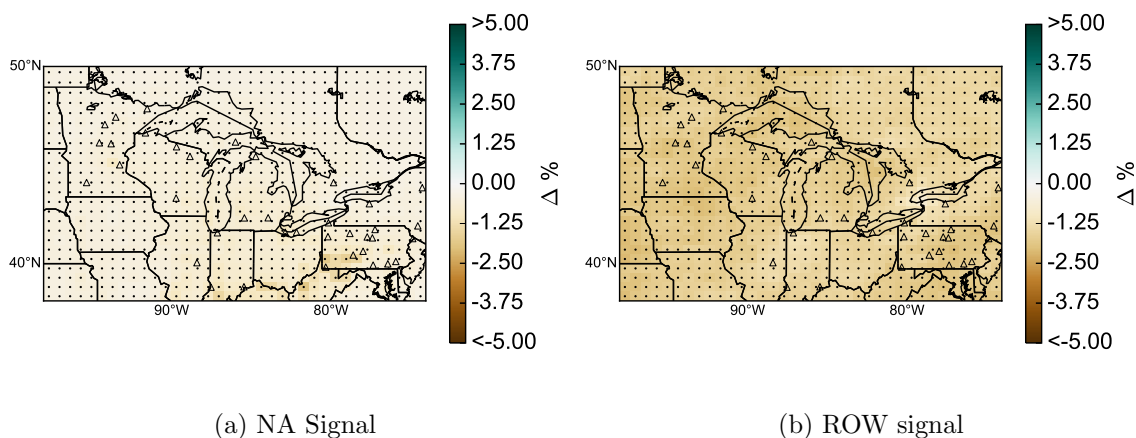 >5.00
3.75
2.50
1.25
0.00
-1.25
-2.50
-3.75
<-5.00
Δ %
50°N
40°N
90°W
80°W
(a) NA Signal
>5.00
3.75
2.50
1.25
0.00
-1.25
-2.50
-3.75
<-5.00
Δ %
50°N
40°N
90°W
80°W
(b) ROW signal